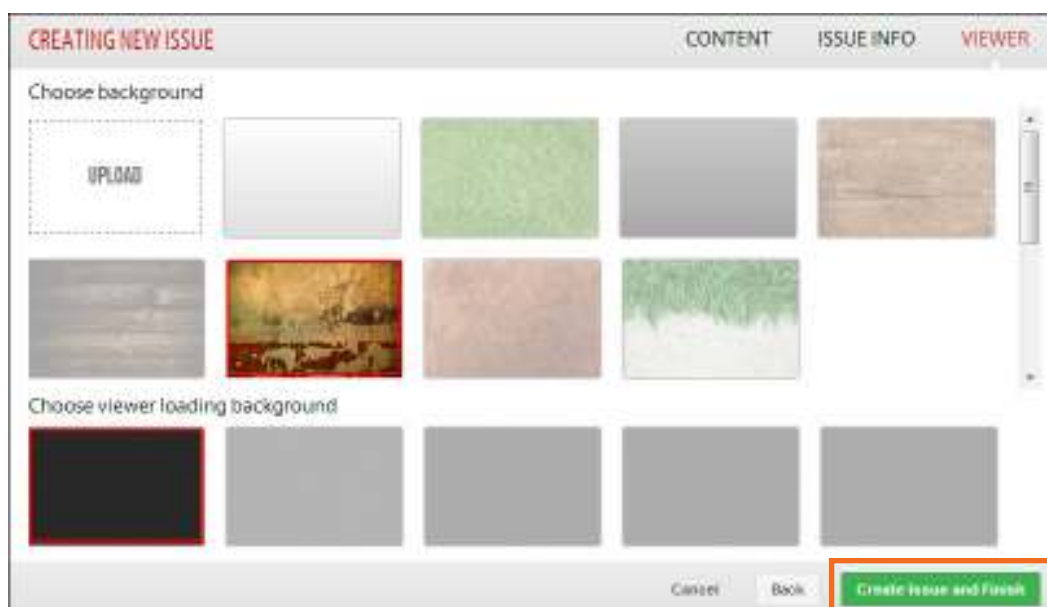 CREATING NEW ISSUE
CONTENT ISSUE INFO VIEWER
Choose background
UPLOAD
Choose viewer loading background
Cancel Back Create Issue and Finish